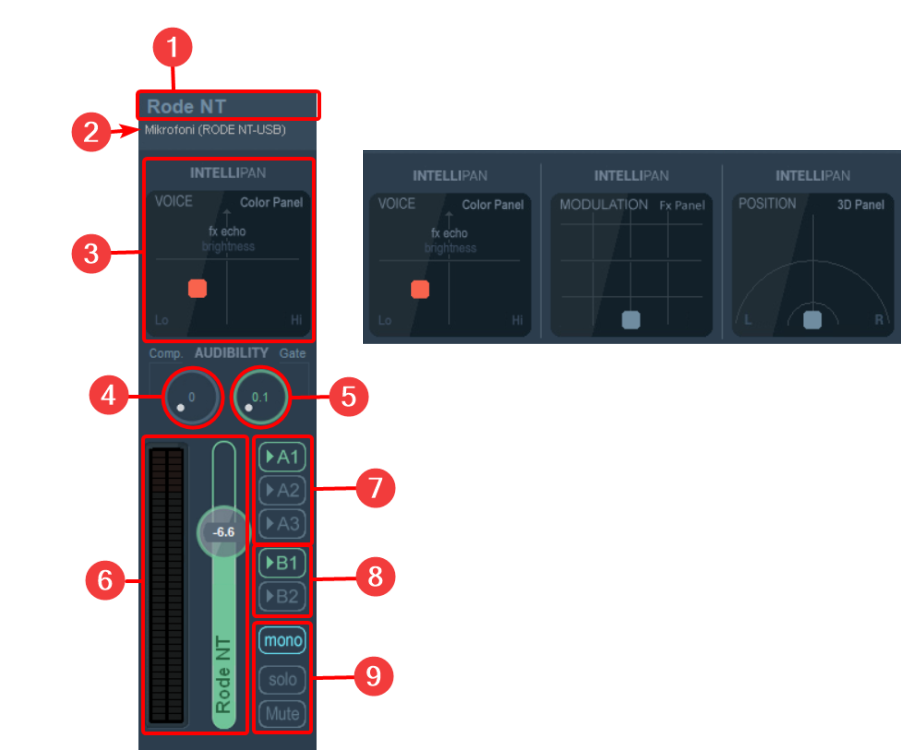 1
Rode NT
2
Mikrofoni (RODE NT-USB)
INTELLIPAN
VOICE Color Panel
fx echo
brightness
3
Lo Hi
Comp. AUDIBILITY Gate
4
0
0.1
5
A1
A2
7
A3
-6.6
B1
8
6
B2
mono
Rode NT
solo
9
Mute
INTELLIPAN
VOICE Color Panel
fx echo
brightness
Lo Hi
INTELLIPAN
MODULATION Fx Panel
INTELLIPAN
POSITION 3D Panel
L R